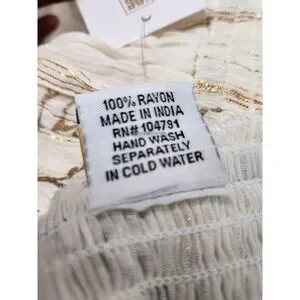 100% RAYON
MADE IN INDIA
RN#104791
HAND WASH
SEPARATELY
IN COLD WATER